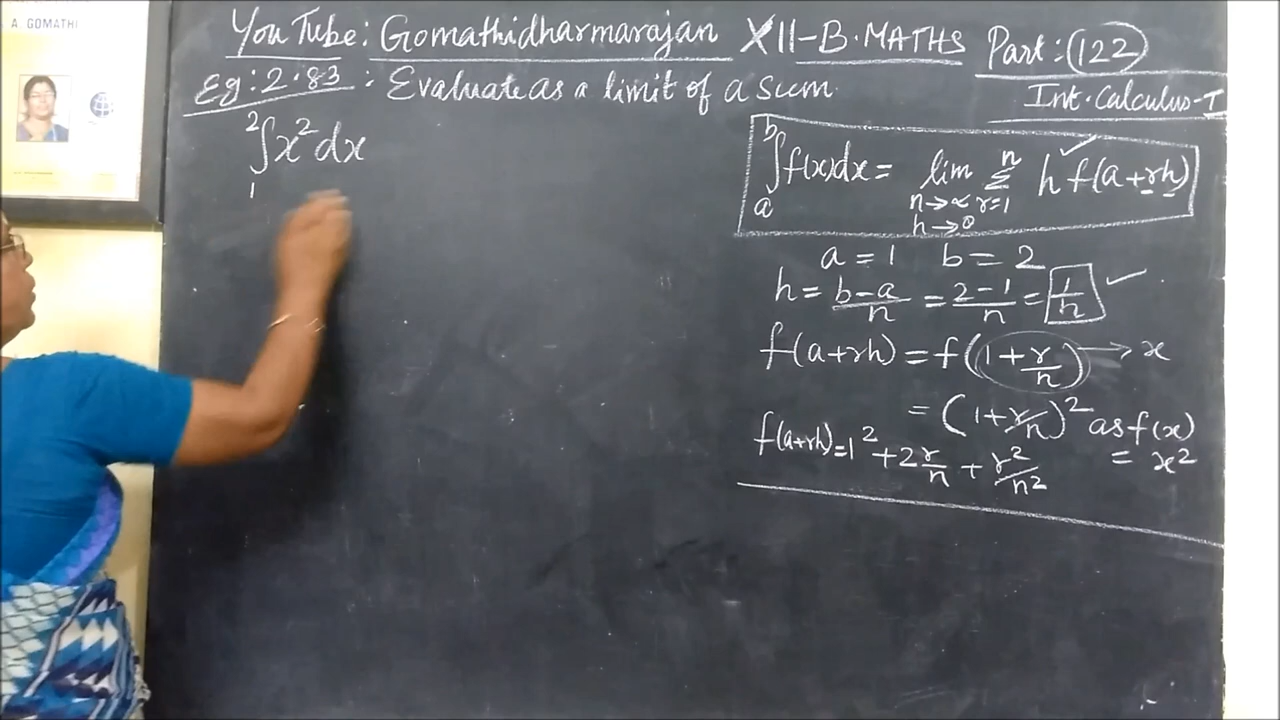 A. GOMATHI
YouTube: Gomathidharmarajan XII-B.MATHS Part:(122)
Eg:2.83: Evaluate as a limit of a sum.
Int. Calculus-I
2∫1 x² dx
b∫a f(x)dx = lim n→∝ h→0 n Σ r=1 h f(a+rh)
a = 1 b = 2
h = b-a/n = 2-1/n = 1/n
f(a+rh) = f(1+r/n) → x
= (1+r/n)² as f(x)
f(a+rh)=1²+2r/n+r²/n² = x²